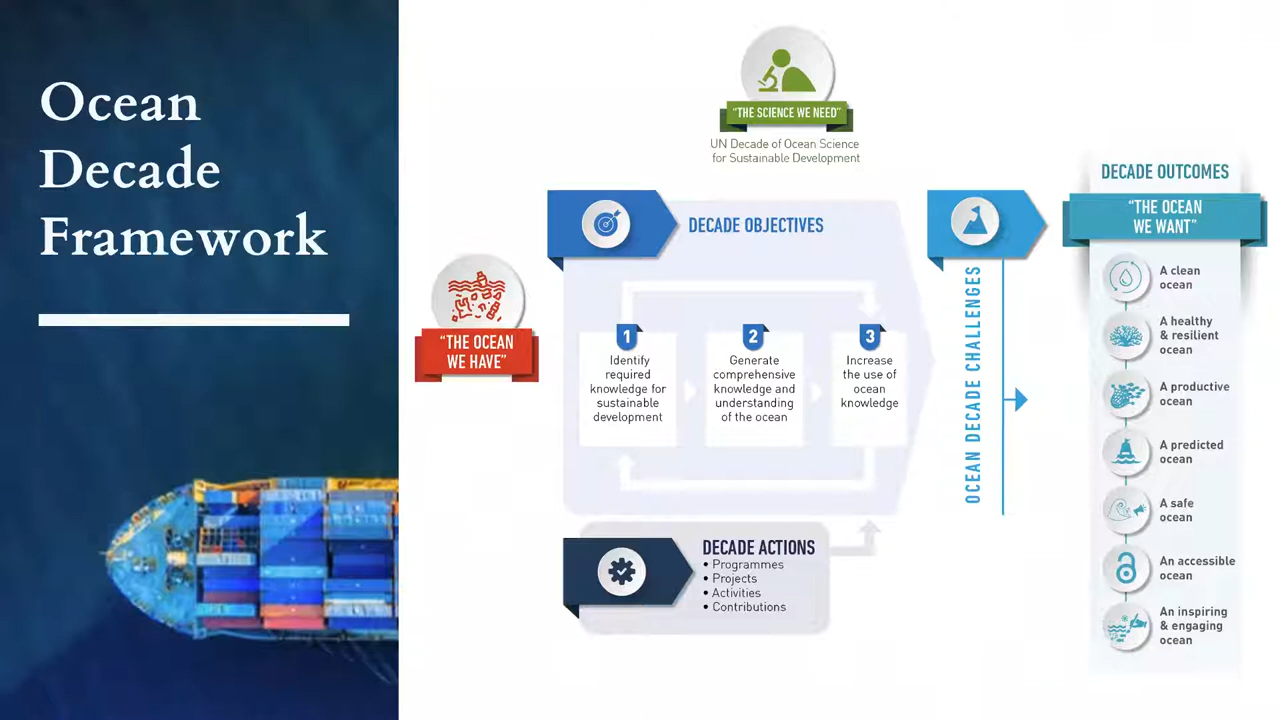 Ocean
Decade
Framework
"THE SCIENCE WE NEED"
UN Decade of Ocean Science
for Sustainable Development
"THE OCEAN
WE HAVE"
DECADE OBJECTIVES
1
Identify
required
knowledge for
sustainable
development
2
Generate
comprehensive
knowledge and
understanding
of the ocean
3
Increase
the use of
ocean
knowledge
DECADE ACTIONS
• Programmes
• Projects
• Activities
• Contributions
OCEAN DECADE CHALLENGES
DECADE OUTCOMES
"THE OCEAN
WE WANT"
A clean
ocean
A healthy
& resilient
ocean
A productive
ocean
A predicted
ocean
A safe
ocean
An accessible
ocean
An inspiring
& engaging
ocean